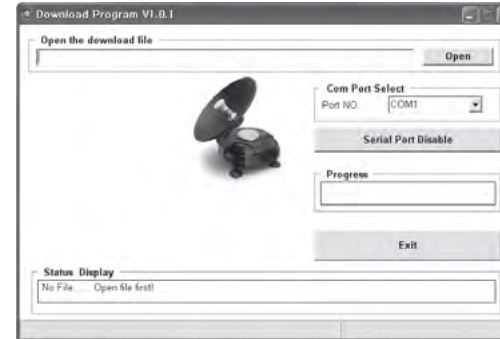 Download Program V1.0.1
Open the download file
Open
Com Port Select
Port NO. COM1
Serial Port Disable
Progress
Exit
Status Display
No File...... Open file first!